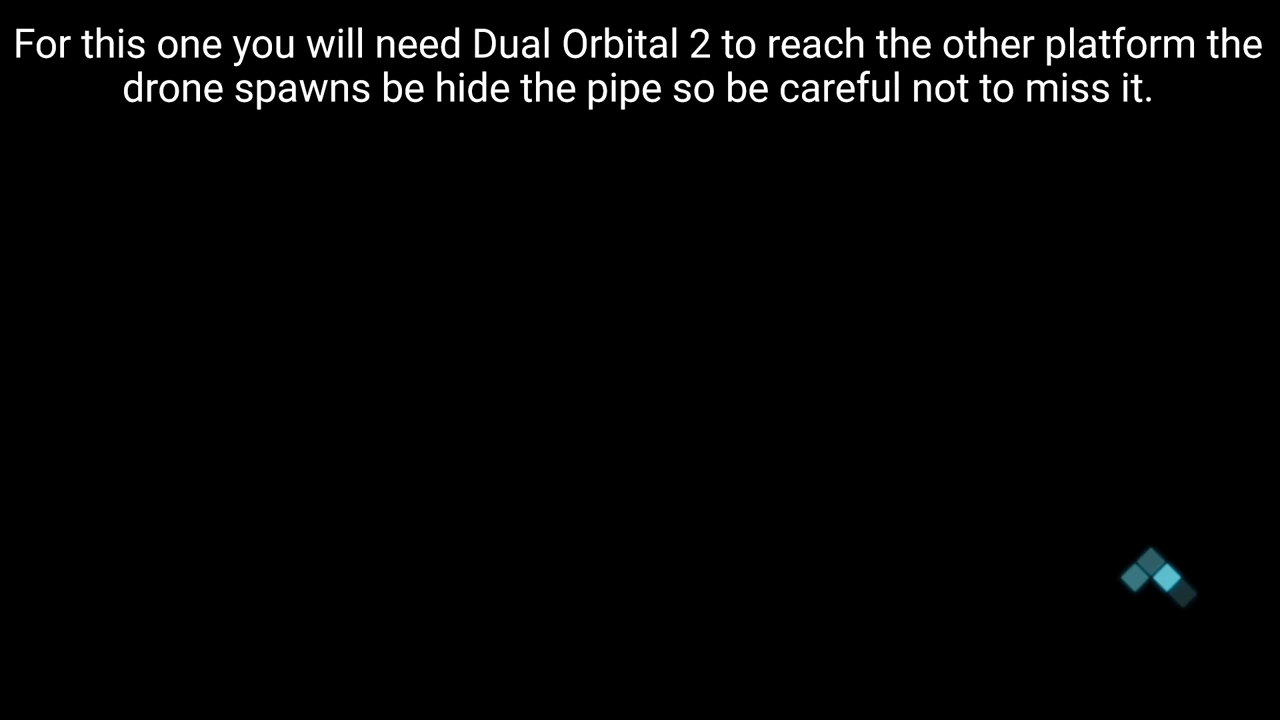 For this one you will need Dual Orbital 2 to reach the other platform the
drone spawns be hide the pipe so be careful not to miss it.